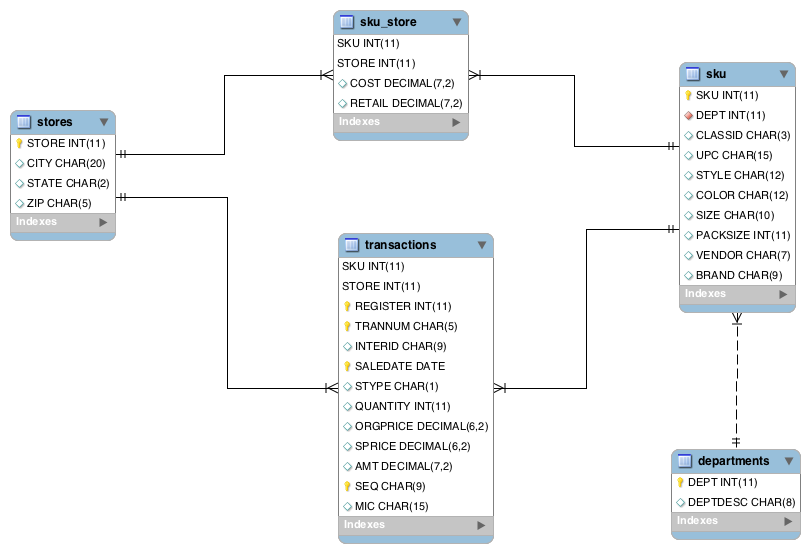 sku_store
SKU INT(11)
STORE INT(11)
COST DECIMAL(7,2)
RETAIL DECIMAL(7,2)
Indexes
stores
STORE INT(11)
CITY CHAR(20)
STATE CHAR(2)
ZIP CHAR(5)
Indexes
sku
SKU INT(11)
DEPT INT(11)
CLASSID CHAR(3)
UPC CHAR(15)
STYLE CHAR(12)
COLOR CHAR(12)
SIZE CHAR(10)
PACKSIZE INT(11)
VENDOR CHAR(7)
BRAND CHAR(9)
Indexes
transactions
SKU INT(11)
STORE INT(11)
REGISTER INT(11)
TRANNUM CHAR(5)
INTERID CHAR(9)
SALEDATE DATE
STYPE CHAR(1)
QUANTITY INT(11)
ORGPRICE DECIMAL(6,2)
SPRICE DECIMAL(6,2)
AMT DECIMAL(7,2)
SEQ CHAR(9)
MIC CHAR(15)
Indexes
departments
DEPT INT(11)
DEPTDESC CHAR(8)
Indexes